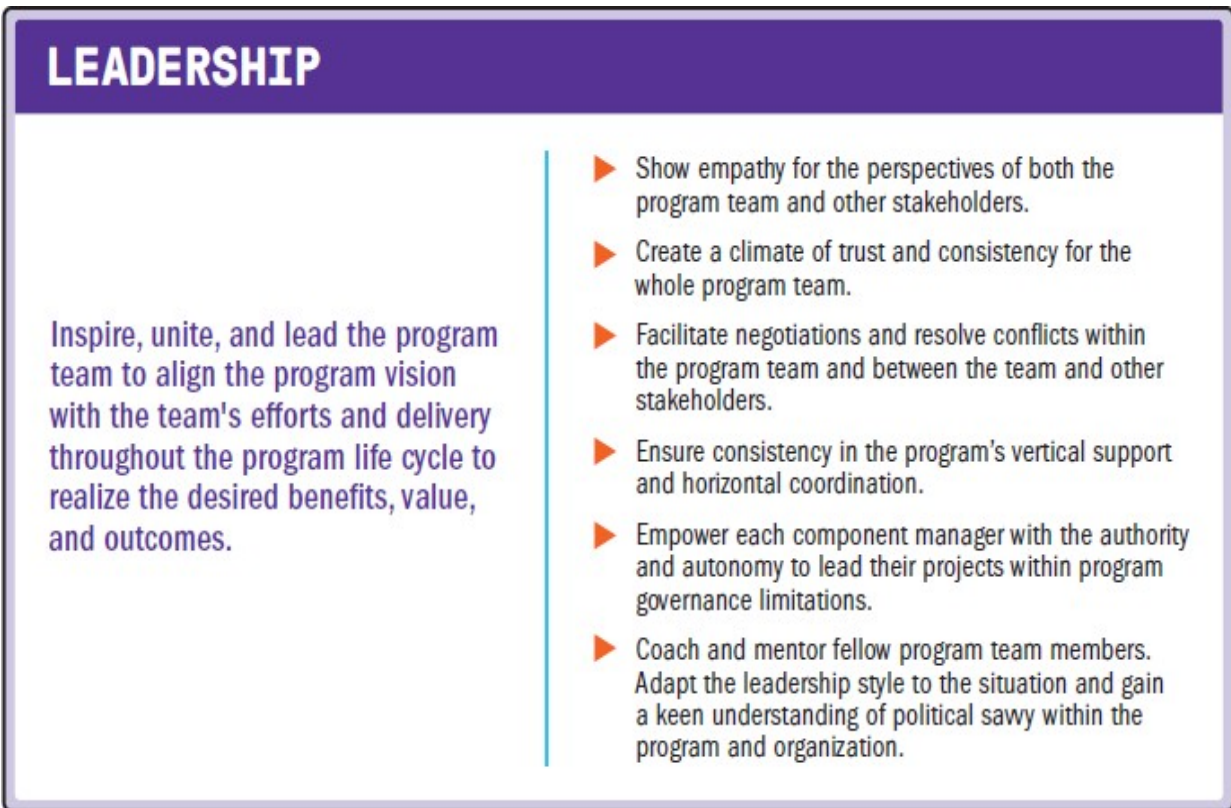 LEADERSHIP
Inspire, unite, and lead the program
team to align the program vision
with the team's efforts and delivery
throughout the program life cycle to
realize the desired benefits, value,
and outcomes.
Show empathy for the perspectives of both the
program team and other stakeholders.
Create a climate of trust and consistency for the
whole program team.
Facilitate negotiations and resolve conflicts within
the program team and between the team and other
stakeholders.
Ensure consistency in the program’s vertical support
and horizontal coordination.
Empower each component manager with the authority
and autonomy to lead their projects within program
governance limitations.
Coach and mentor fellow program team members.
Adapt the leadership style to the situation and gain
a keen understanding of political savvy within the
program and organization.